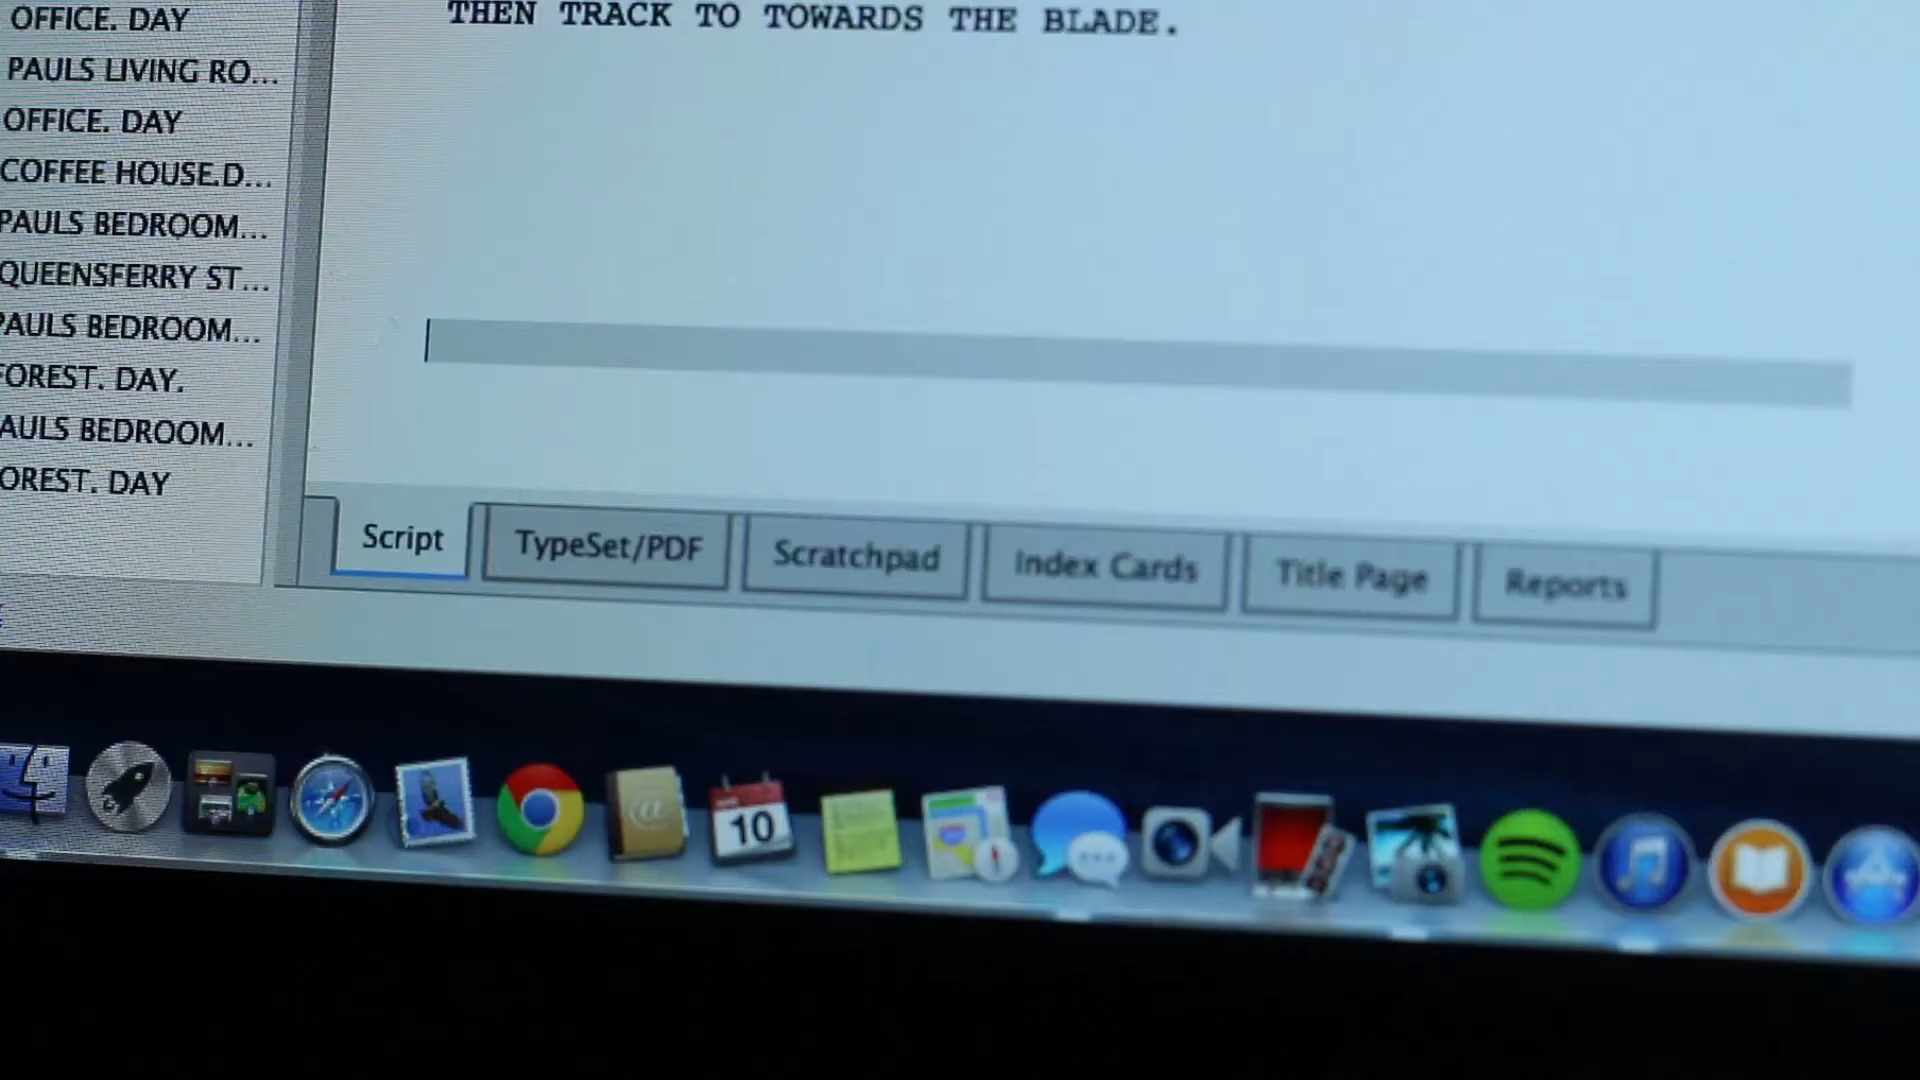 OFFICE. DAY
PAULS LIVING RO...
OFFICE. DAY
COFFEE HOUSE.D...
PAULS BEDROOM...
QUEENSFERRY ST...
PAULS BEDROOM...
FOREST. DAY.
AULS BEDROOM...
OREST. DAY
THEN TRACK TO TOWARDS THE BLADE.
Script
TypeSet/PDF
Scratchpad
Index Cards
Title Page
Reports
@
10